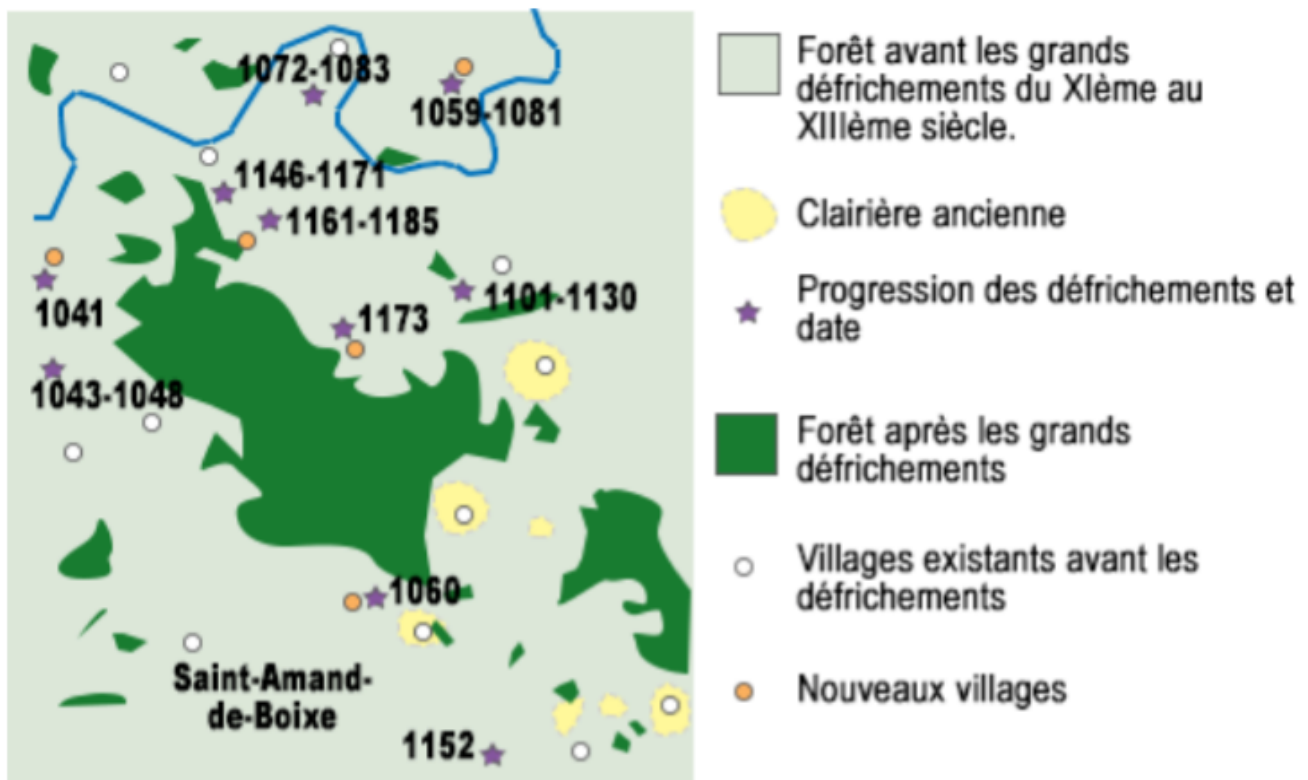 1072-1083
1059-1081
1146-1171
1161-1185
1041
1101-1130
1173
1043-1048
1060
Saint-Amand-
de-Boixe
1152
Forêt avant les grands
défrichements du XIème au
XIIIème siècle.
Clairière ancienne
Progression des défrichements et
date
Forêt après les grands
défrichements
Villages existants avant les
défrichements
Nouveaux villages